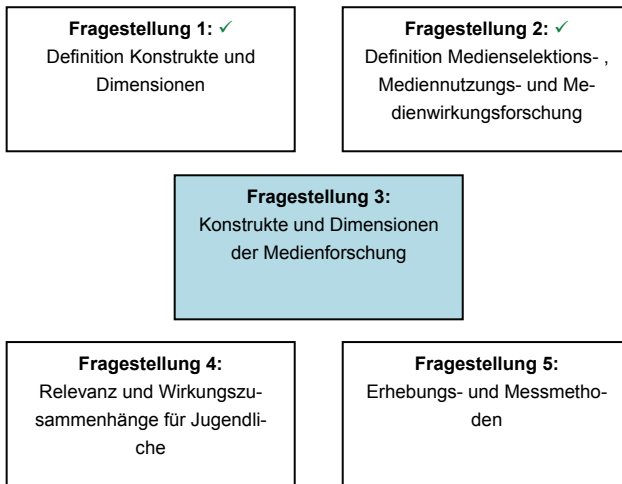 Fragestellung 1: ✓
Definition Konstrukte und
Dimensionen
Fragestellung 2: ✓
Definition Medienselektions- ,
Mediennutzungs- und Me-
dienwirkungsforschung
Fragestellung 3:
Konstrukte und Dimensionen
der Medienforschung
Fragestellung 4:
Relevanz und Wirkungszu-
sammenhänge für Jugendli-
che
Fragestellung 5:
Erhebungs- und Messmetho-
den